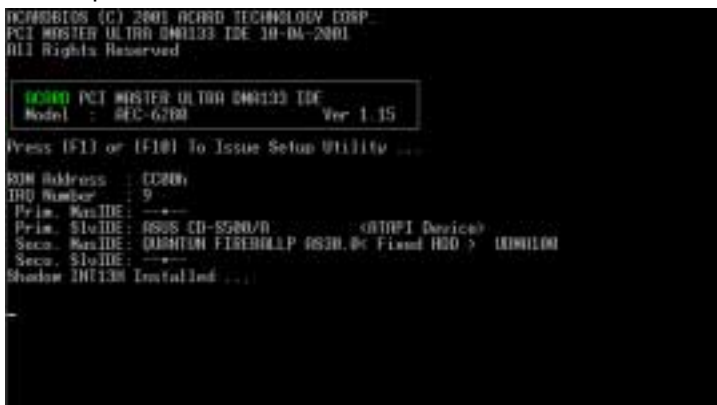 ACARDBIOS (C) 2001 ACARD TECHNOLOGY CORP.
PCI MASTER ULTRA DMA133 IDE 10-04-2001
All Rights Reserved
ACARD PCI MASTER ULTRA DMA133 IDE
Model : AEC-6280 Ver 1.15
Press [F1] or [F10] To Issue Setup Utility ...
ROM Address : CC00h
IRQ Number : 9
Prim. MasIDE: ---*---
Prim. SlvIDE: ASUS CD-S500/A <ATAPI Device>
Seco. MasIDE: QUANTUM FIREBALLP AS30.0< Fixed HDD > UDMA100
Seco. SlvIDE: ---*---
Shadow INT13H Installed ....